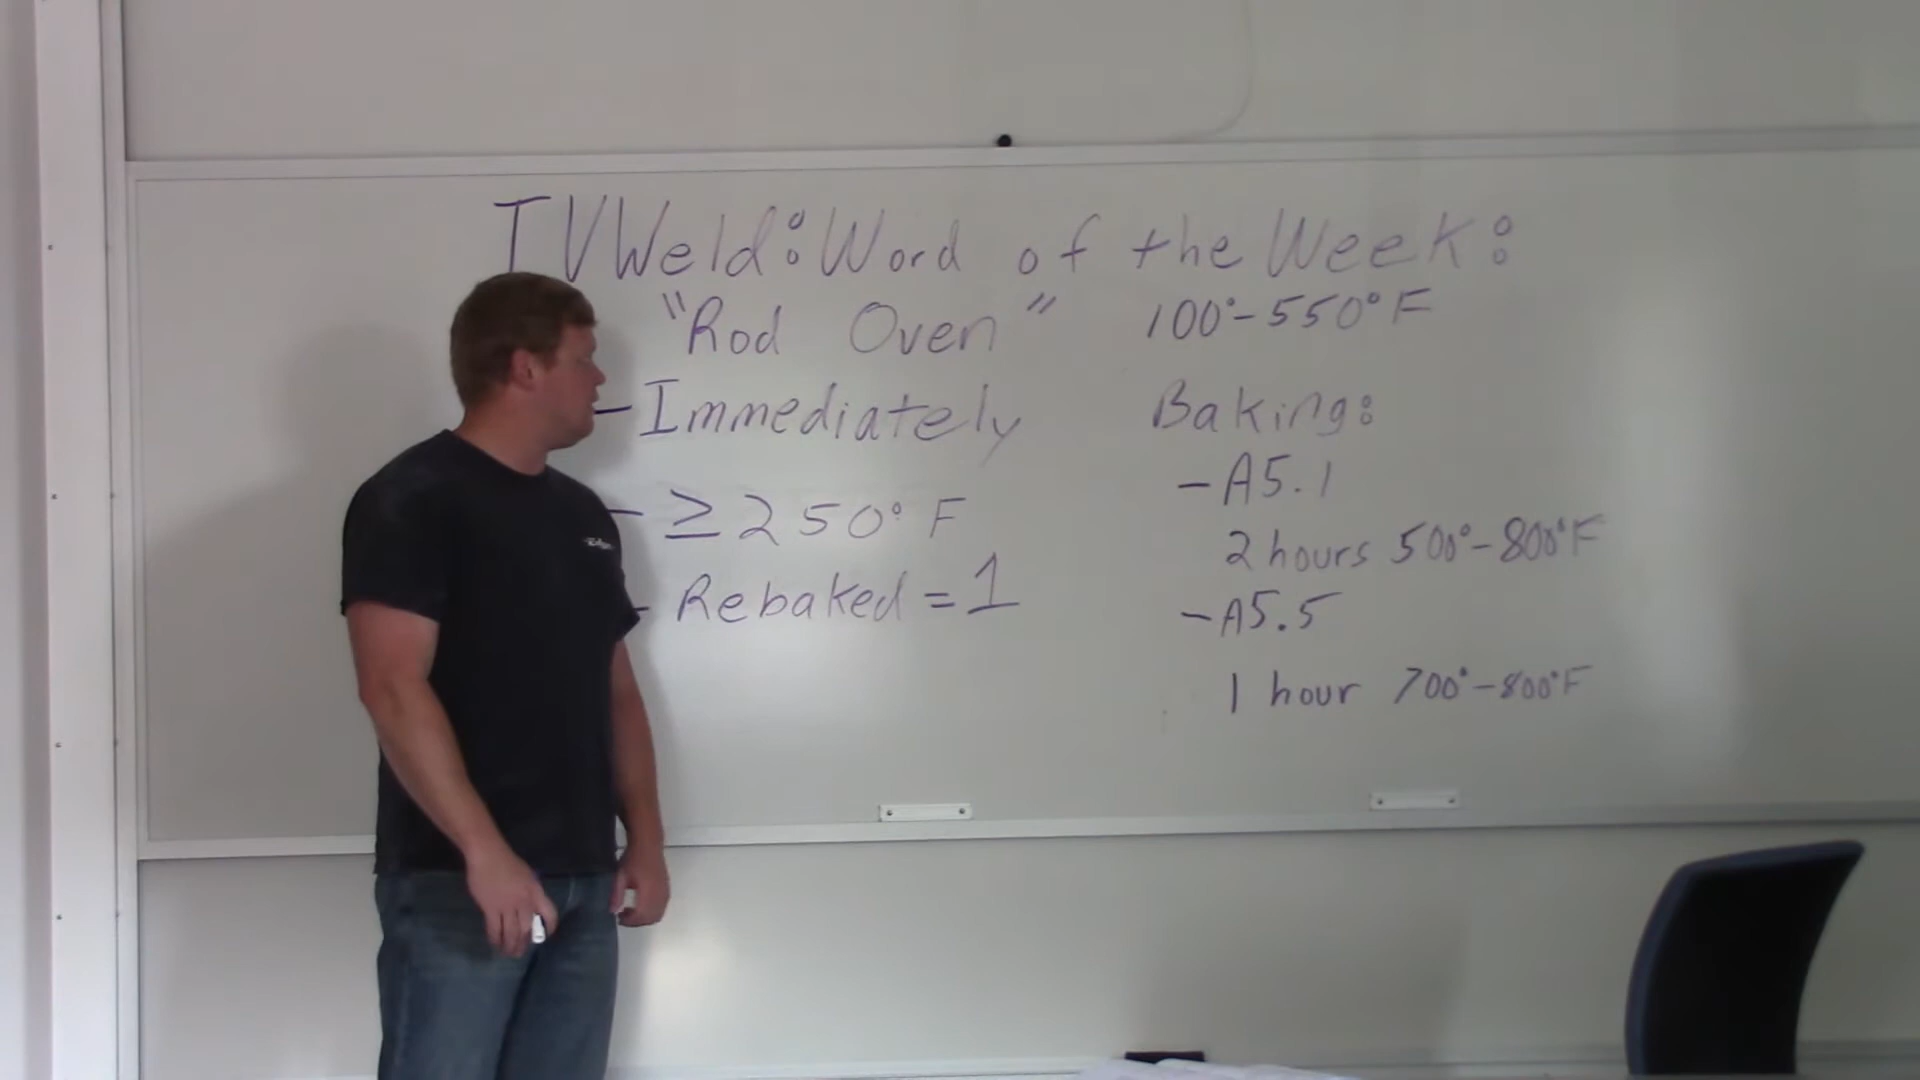 IVWeld: Word of the Week:
"Rod Oven" 100°-550°F
- Immediately
- ≥250°F
- Rebaked = 1
Baking:
- A5.1
2 hours 500°-800°F
- A5.5
1 hour 700°-800°F